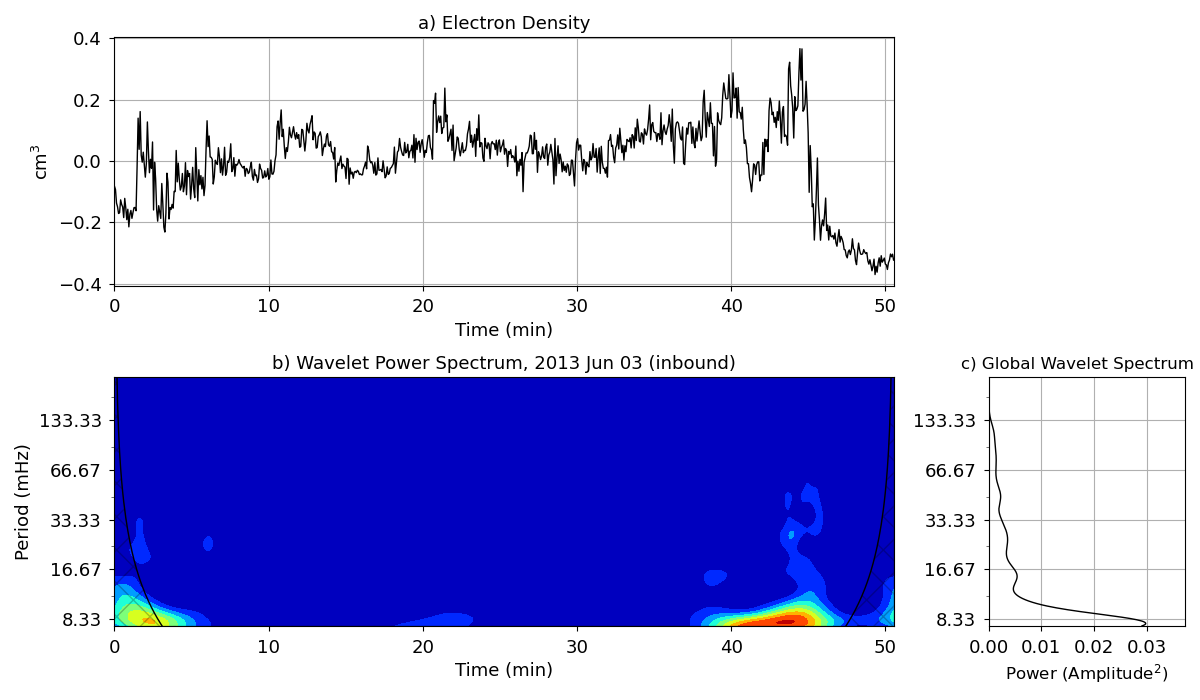 a) Electron Density
0.4
0.2
0.0
−0.2
−0.4
cm³
0 10 20 30 40 50
Time (min)
b) Wavelet Power Spectrum, 2013 Jun 03 (inbound)
133.33
66.67
33.33
16.67
8.33
Period (mHz)
0 10 20 30 40 50
Time (min)
c) Global Wavelet Spectrum
133.33
66.67
33.33
16.67
8.33
0.00 0.01 0.02 0.03
Power (Amplitude²)